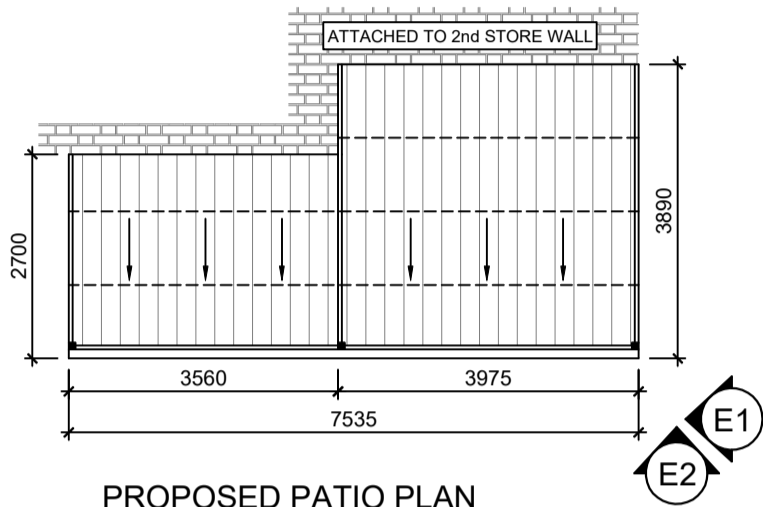 ATTACHED TO 2nd STORE WALL
2700
3890
3560
3975
7535
E1
E2
PROPOSED PATIO PLAN